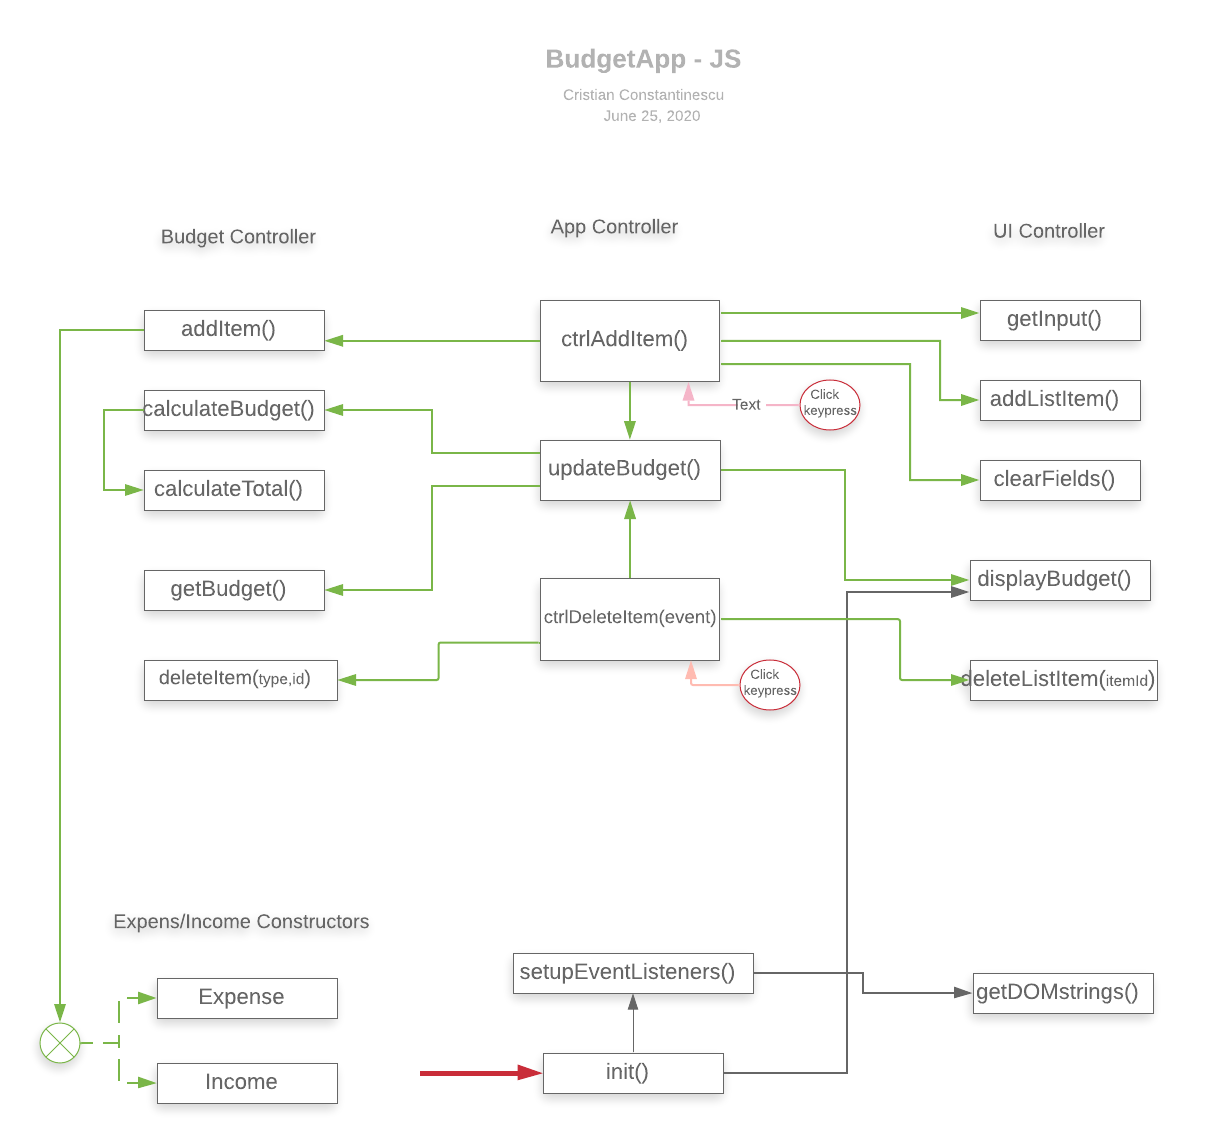 BudgetApp - JS
Cristian Constantinescu
June 25, 2020
Budget Controller
App Controller
UI Controller
addItem()
ctrlAddItem()
getInput()
calculateBudget()
Text
Click
keypress
addListItem()
calculateTotal()
updateBudget()
clearFields()
getBudget()
ctrlDeleteItem(event)
displayBudget()
deleteItem(type,id)
Click
keypress
deleteListItem(itemId)
Expens/Income Constructors
Expense
setupEventListeners()
getDOMstrings()
Income
init()